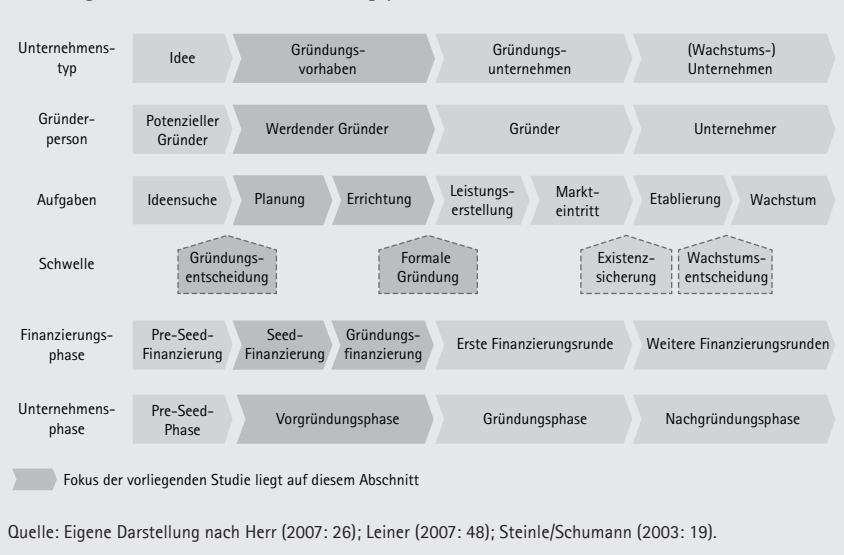 Unternehmens-
typ
Idee
Gründungs-
vorhaben
Gründungs-
unternehmen
(Wachstums-)
Unternehmen
Gründer-
person
Potenzieller
Gründer
Werdender Gründer
Gründer
Unternehmer
Aufgaben
Ideensuche
Planung
Errichtung
Leistungs-
erstellung
Markt-
eintritt
Etablierung
Wachstum
Schwelle
Gründungs-
entscheidung
Formale
Gründung
Existenz-
sicherung
Wachstums-
entscheidung
Finanzierungs-
phase
Pre-Seed-
Finanzierung
Seed-
Finanzierung
Gründungs-
finanzierung
Erste Finanzierungsrunde
Weitere Finanzierungsrunden
Unternehmens-
phase
Pre-Seed-
Phase
Vorgründungsphase
Gründungsphase
Nachgründungsphase
Fokus der vorliegenden Studie liegt auf diesem Abschnitt
Quelle: Eigene Darstellung nach Herr (2007: 26); Leiner (2007: 48); Steinle/Schumann (2003: 19).